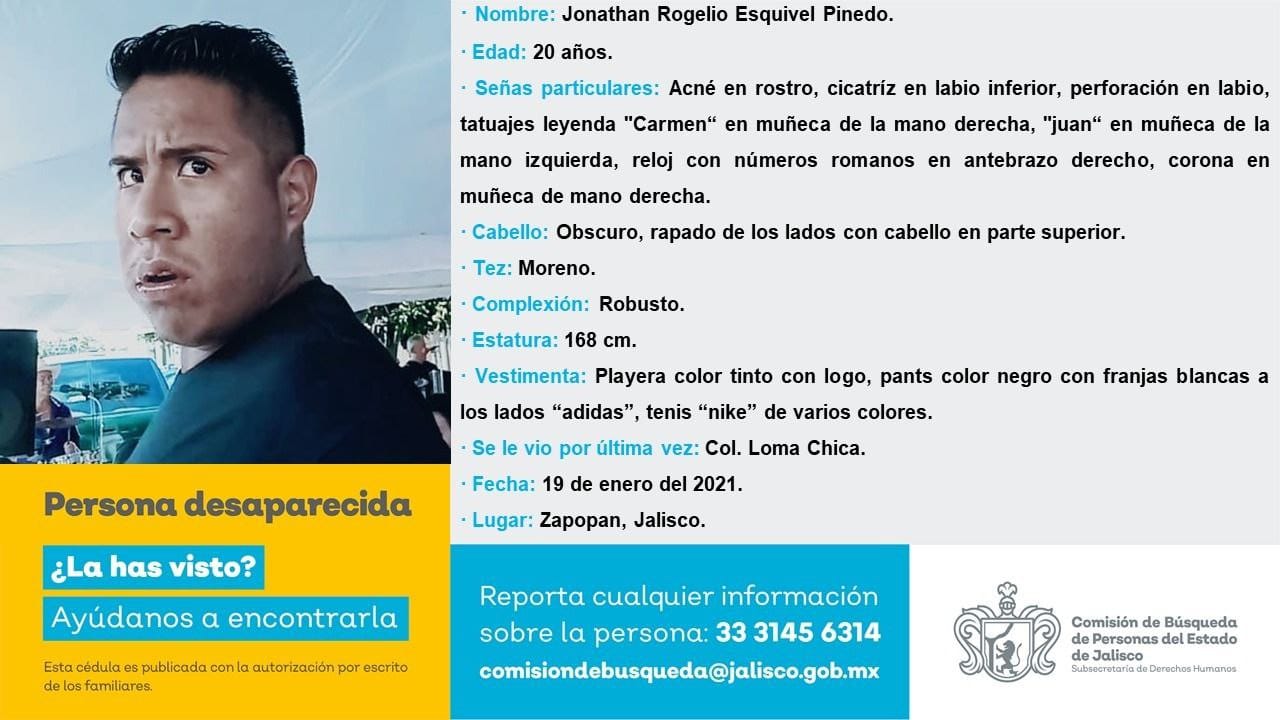 · Nombre: Jonathan Rogelio Esquivel Pinedo.
· Edad: 20 años.
· Señas particulares: Acné en rostro, cicatríz en labio inferior, perforación en labio,
tatuajes leyenda "Carmen“ en muñeca de la mano derecha, "juan“ en muñeca de la
mano izquierda, reloj con números romanos en antebrazo derecho, corona en
muñeca de mano derecha.
· Cabello: Obscuro, rapado de los lados con cabello en parte superior.
· Tez: Moreno.
· Complexión: Robusto.
· Estatura: 168 cm.
· Vestimenta: Playera color tinto con logo, pants color negro con franjas blancas a
los lados “adidas”, tenis “nike” de varios colores.
· Se le vio por última vez: Col. Loma Chica.
· Fecha: 19 de enero del 2021.
· Lugar: Zapopan, Jalisco.
Persona desaparecida
¿La has visto?
Ayúdanos a encontrarla
Esta cédula es publicada con la autorización por escrito
de los familiares.
Reporta cualquier información
sobre la persona: 33 3145 6314
comisiondebusqueda@jalisco.gob.mx
Comisión de Búsqueda
de Personas del Estado
de Jalisco
Subsecretaría de Derechos Humanos